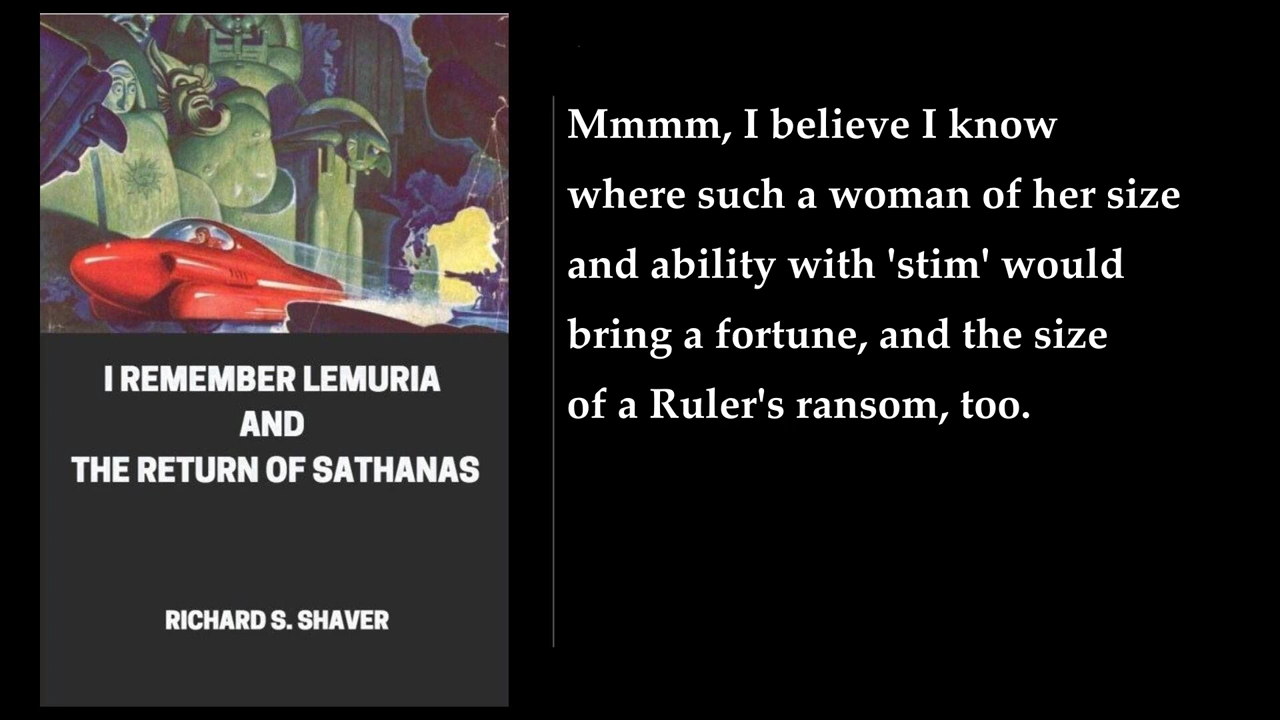 I REMEMBER LEMURIA
AND
THE RETURN OF SATHANAS
RICHARD S. SHAVER
Mmmm, I believe I know
where such a woman of her size
and ability with 'stim' would
bring a fortune, and the size
of a Ruler's ransom, too.